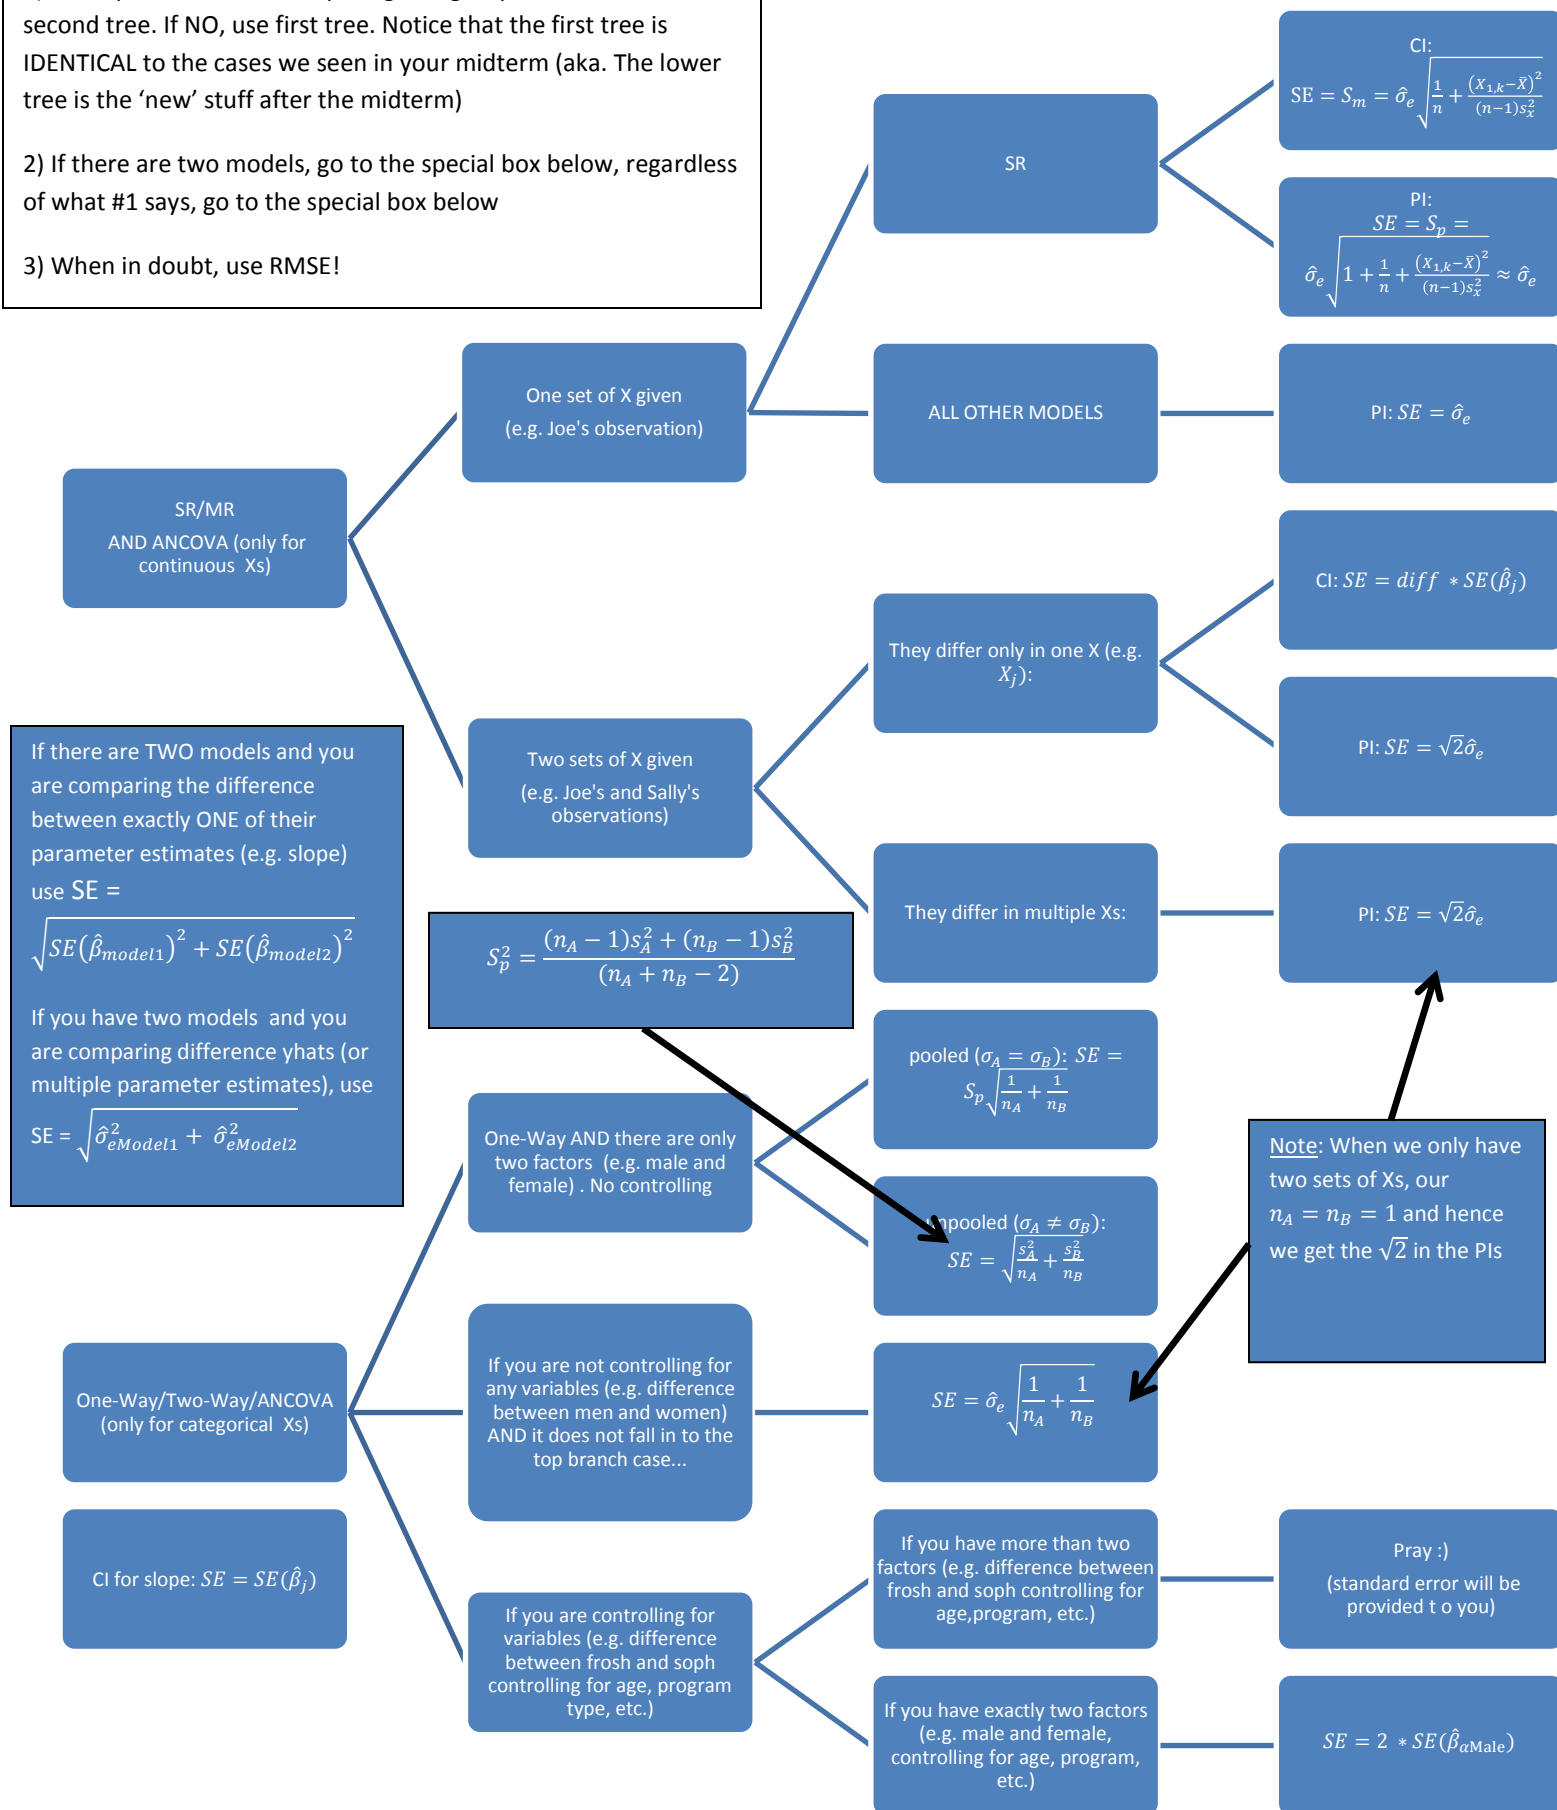 second tree. If NO, use first tree. Notice that the first tree is
IDENTICAL to the cases we seen in your midterm (aka. The lower
tree is the ‘new’ stuff after the midterm)
2) If there are two models, go to the special box below, regardless
of what #1 says, go to the special box below
3) When in doubt, use RMSE!
SR/MR
AND ANCOVA (only for
continuous Xs)
One set of X given
(e.g. Joe's observation)
SR
CI:
SE = S_m = σ̂_e √(1/n + (X_{1,k}−X̄)²/((n−1)s_x²))
PI:
SE = S_p =
σ̂_e √(1 + 1/n + (X_{1,k}−X̄)²/((n−1)s_x²)) ≈ σ̂_e
ALL OTHER MODELS
PI: SE = σ̂_e
Two sets of X given
(e.g. Joe's and Sally's
observations)
They differ only in one X (e.g.
X_j):
CI: SE = diff * SE(β̂_j)
PI: SE = √2σ̂_e
They differ in multiple Xs:
PI: SE = √2σ̂_e
If there are TWO models and you
are comparing the difference
between exactly ONE of their
parameter estimates (e.g. slope)
use SE =
√(SE(β̂_{model1})² + SE(β̂_{model2})²)
If you have two models and you
are comparing difference yhats (or
multiple parameter estimates), use
SE = √(σ̂²_{eModel1} + σ̂²_{eModel2})
S_p² = ((n_A − 1)s_A² + (n_B − 1)s_B²)/(n_A + n_B − 2)
One-Way/Two-Way/ANCOVA
(only for categorical Xs)
CI for slope: SE = SE(β̂_j)
One-Way AND there are only
two factors (e.g. male and
female) . No controlling
pooled (σ_A = σ_B): SE =
S_p √(1/n_A + 1/n_B)
(σ_A ≠ σ_B):
SE = √(s_A²/n_A + s_B²/n_B)
Note: When we only have
two sets of Xs, our
n_A = n_B = 1 and hence
we get the √2 in the PIs
If you are not controlling for
any variables (e.g. difference
between men and women)
AND it does not fall in to the
top branch case...
SE = σ̂_e √(1/n_A + 1/n_B)
If you are controlling for
variables (e.g. difference
between frosh and soph
controlling for age, program
type, etc.)
If you have more than two
factors (e.g. difference between
frosh and soph controlling for
age,program, etc.)
Pray :)
(standard error will be
provided t o you)
If you have exactly two factors
(e.g. male and female,
controlling for age, program,
etc.)
SE = 2 * SE(β̂_{αMale})